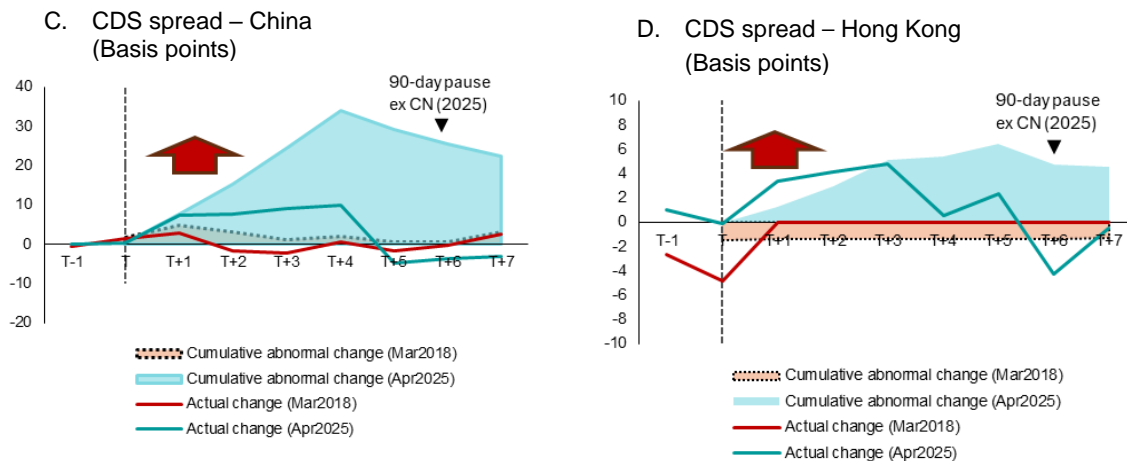 C. CDS spread – China
(Basis points)
90-day pause
ex CN (2025)
40
30
20
10
0
-10
-20
T-1 T T+1 T+2 T+3 T+4 T+5 T+6 T+7
Cumulative abnormal change (Mar2018)
Cumulative abnormal change (Apr2025)
Actual change (Mar2018)
Actual change (Apr2025)
D. CDS spread – Hong Kong
(Basis points)
90-day pause
ex CN (2025)
10
8
6
4
2
0
-2
-4
-6
-8
-10
T-1 T T+1 T+2 T+3 T+4 T+5 T+6 T+7
Cumulative abnormal change (Mar2018)
Cumulative abnormal change (Apr2025)
Actual change (Mar2018)
Actual change (Apr2025)